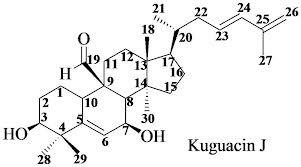 21 22 24 26
O 18 20 25
19 11 12 17 23 27
H 13
1 9 16
2 10 8 14 15
3 5 30
HO 4 6 7 OH
28 29 Kuguacin J